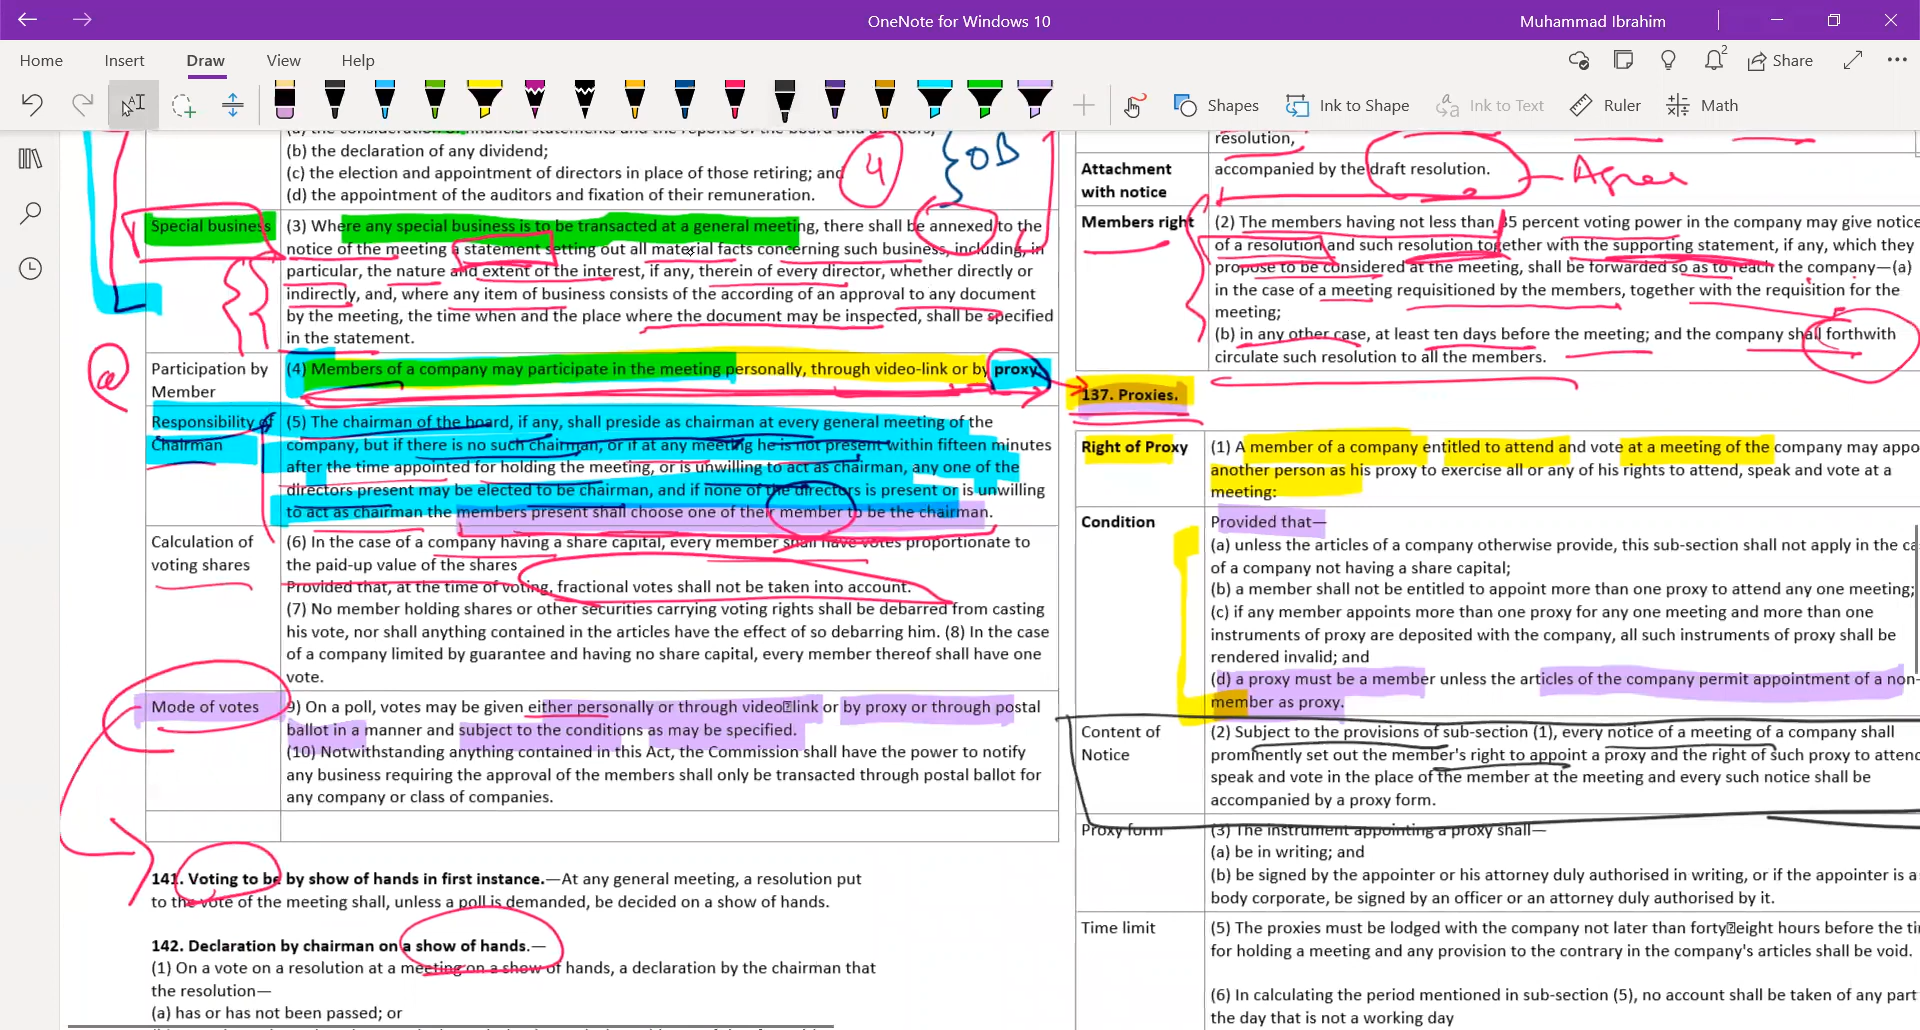 OneNote for Windows 10
Muhammad Ibrahim
Home Insert Draw View Help
2
Share
Shapes
Ink to Shape
Ink to Text
Ruler
Math
(b) the declaration of any dividend;
(c) the election and appointment of directors in place of those retiring; and
(d) the appointment of the auditors and fixation of their remuneration.
4
OB
Special business
(3) Where any special business is to be transacted at a general meeting, there shall be annexed to the
notice of the meeting a statement setting out all material facts concerning such business, including, in
particular, the nature and extent of the interest, if any, therein of every director, whether directly or
indirectly, and, where any item of business consists of the according of an approval to any document
by the meeting, the time when and the place where the document may be inspected, shall be specified
in the statement.
@
Participation by
Member
(4) Members of a company may participate in the meeting personally, through video-link or by proxy
Responsibility of
Chairman
(5) The chairman of the board, if any, shall preside as chairman at every general meeting of the
company, but if there is no such chairman, or if at any meeting he is not present within fifteen minutes
after the time appointed for holding the meeting, or is unwilling to act as chairman, any one of the
directors present may be elected to be chairman, and if none of the directors is present or is unwilling
to act as chairman the members present shall choose one of their member to be the chairman.
Calculation of
voting shares
(6) In the case of a company having a share capital, every member shall have votes proportionate to
the paid-up value of the shares
Provided that, at the time of voting, fractional votes shall not be taken into account.
(7) No member holding shares or other securities carrying voting rights shall be debarred from casting
his vote, nor shall anything contained in the articles have the effect of so debarring him. (8) In the case
of a company limited by guarantee and having no share capital, every member thereof shall have one
vote.
Mode of votes
9) On a poll, votes may be given either personally or through video⍰link or by proxy or through postal
ballot in a manner and subject to the conditions as may be specified.
(10) Notwithstanding anything contained in this Act, the Commission shall have the power to notify
any business requiring the approval of the members shall only be transacted through postal ballot for
any company or class of companies.
141. Voting to be by show of hands in first instance.—At any general meeting, a resolution put
to the vote of the meeting shall, unless a poll is demanded, be decided on a show of hands.
142. Declaration by chairman on a show of hands.—
(1) On a vote on a resolution at a meeting on a show of hands, a declaration by the chairman that
the resolution—
(a) has or has not been passed; or
resolution,
Attachment
with notice
accompanied by the draft resolution.
Agree
Members right
(2) The members having not less than 5 percent voting power in the company may give notice
of a resolution and such resolution together with the supporting statement, if any, which they
propose to be considered at the meeting, shall be forwarded so as to reach the company—(a)
in the case of a meeting requisitioned by the members, together with the requisition for the
meeting;
(b) in any other case, at least ten days before the meeting; and the company shall forthwith
circulate such resolution to all the members.
137. Proxies.
Right of Proxy
(1) A member of a company entitled to attend and vote at a meeting of the company may appo
another person as his proxy to exercise all or any of his rights to attend, speak and vote at a
meeting:
Condition
Provided that—
(a) unless the articles of a company otherwise provide, this sub-section shall not apply in the ca
of a company not having a share capital;
(b) a member shall not be entitled to appoint more than one proxy to attend any one meeting;
(c) if any member appoints more than one proxy for any one meeting and more than one
instruments of proxy are deposited with the company, all such instruments of proxy shall be
rendered invalid; and
(d) a proxy must be a member unless the articles of the company permit appointment of a non-
member as proxy.
Content of
Notice
(2) Subject to the provisions of sub-section (1), every notice of a meeting of a company shall
prominently set out the member's right to appoint a proxy and the right of such proxy to attend
speak and vote in the place of the member at the meeting and every such notice shall be
accompanied by a proxy form.
Proxy form
(3) The instrument appointing a proxy shall—
(a) be in writing; and
(b) be signed by the appointer or his attorney duly authorised in writing, or if the appointer is a
body corporate, be signed by an officer or an attorney duly authorised by it.
Time limit
(5) The proxies must be lodged with the company not later than forty⍰eight hours before the ti
for holding a meeting and any provision to the contrary in the company's articles shall be void.
(6) In calculating the period mentioned in sub-section (5), no account shall be taken of any part
the day that is not a working day